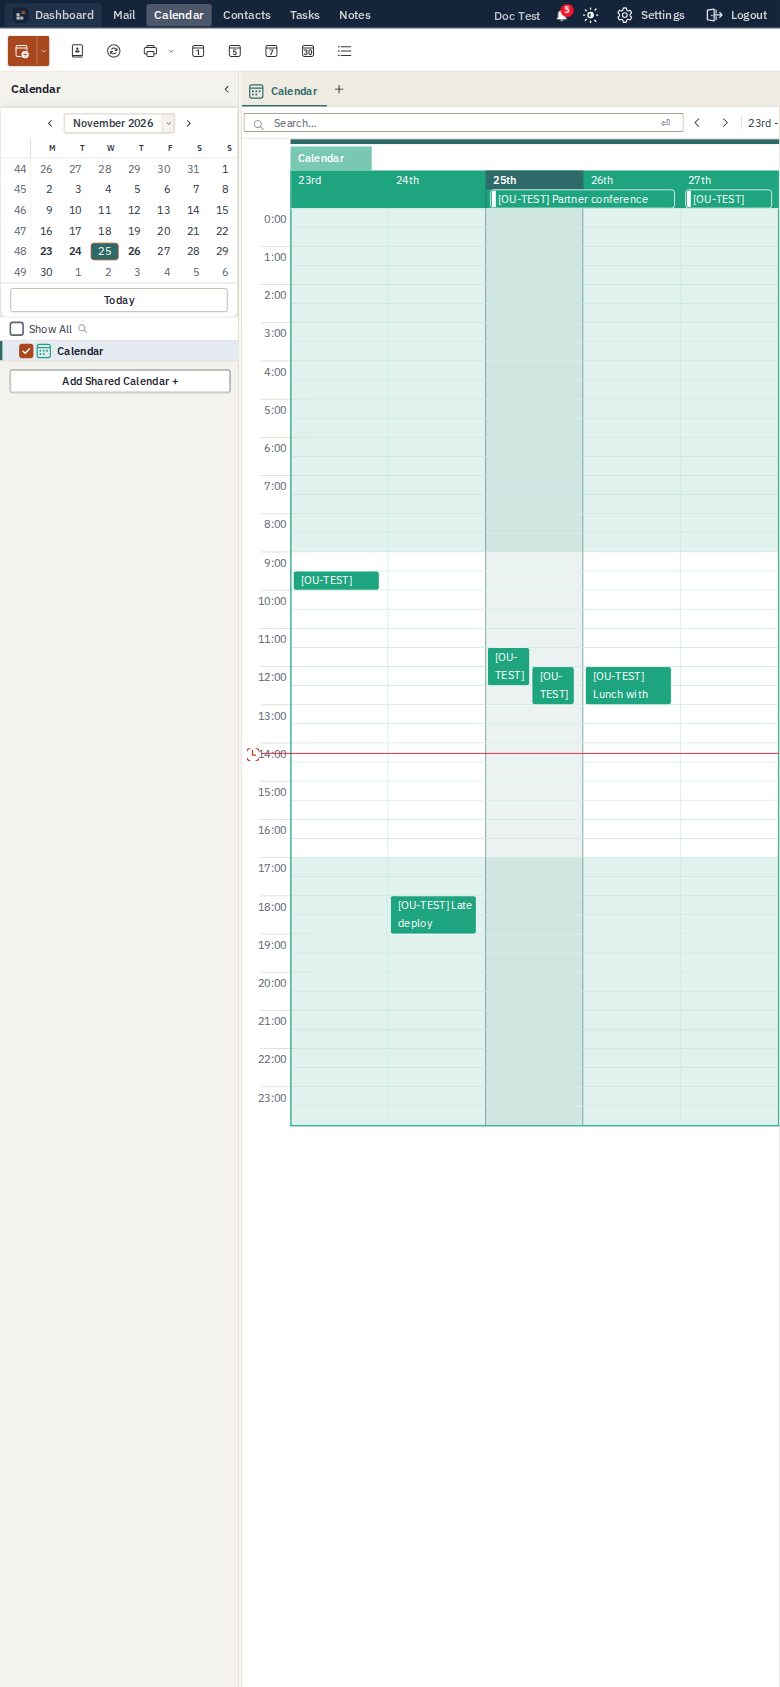 Dashboard Mail Calendar Contacts Tasks Notes Doc Test 5 Settings Logout
1 5 7 30
Calendar
Calendar +
November 2026
Search...
23rd -
M T W T F S S
44 26 27 28 29 30 31 1
45 2 3 4 5 6 7 8
46 9 10 11 12 13 14 15
47 16 17 18 19 20 21 22
48 23 24 25 26 27 28 29
49 30 1 2 3 4 5 6
Today
Show All
Calendar
Add Shared Calendar +
Calendar
23rd 24th 25th 26th 27th
[OU-TEST] Partner conference [OU-TEST]
0:00
1:00
2:00
3:00
4:00
5:00
6:00
7:00
8:00
9:00
[OU-TEST]
10:00
11:00
[OU-
TEST]
12:00
[OU-
TEST]
[OU-TEST]
Lunch with
13:00
14:00
15:00
16:00
17:00
18:00
[OU-TEST] Late
deploy
19:00
20:00
21:00
22:00
23:00